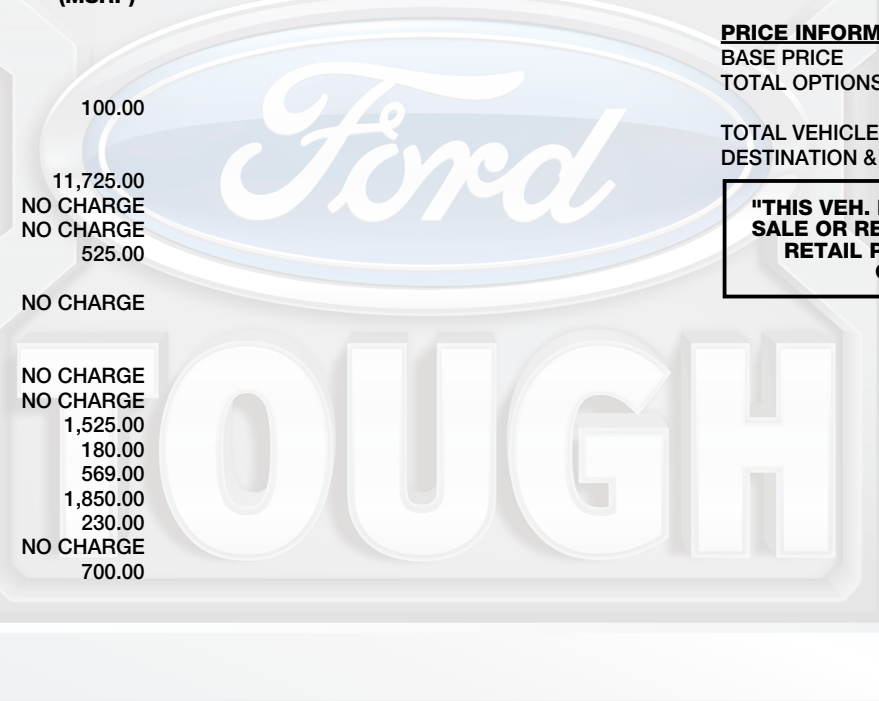 (MSRP)
100.00
11,725.00
NO CHARGE
NO CHARGE
525.00
NO CHARGE
NO CHARGE
NO CHARGE
1,525.00
180.00
569.00
1,850.00
230.00
NO CHARGE
700.00
PRICE INFORM
BASE PRICE
TOTAL OPTIONS
TOTAL VEHICLE
DESTINATION &
"THIS VEH.
SALE OR RE
RETAIL P
Ford
TOUGH